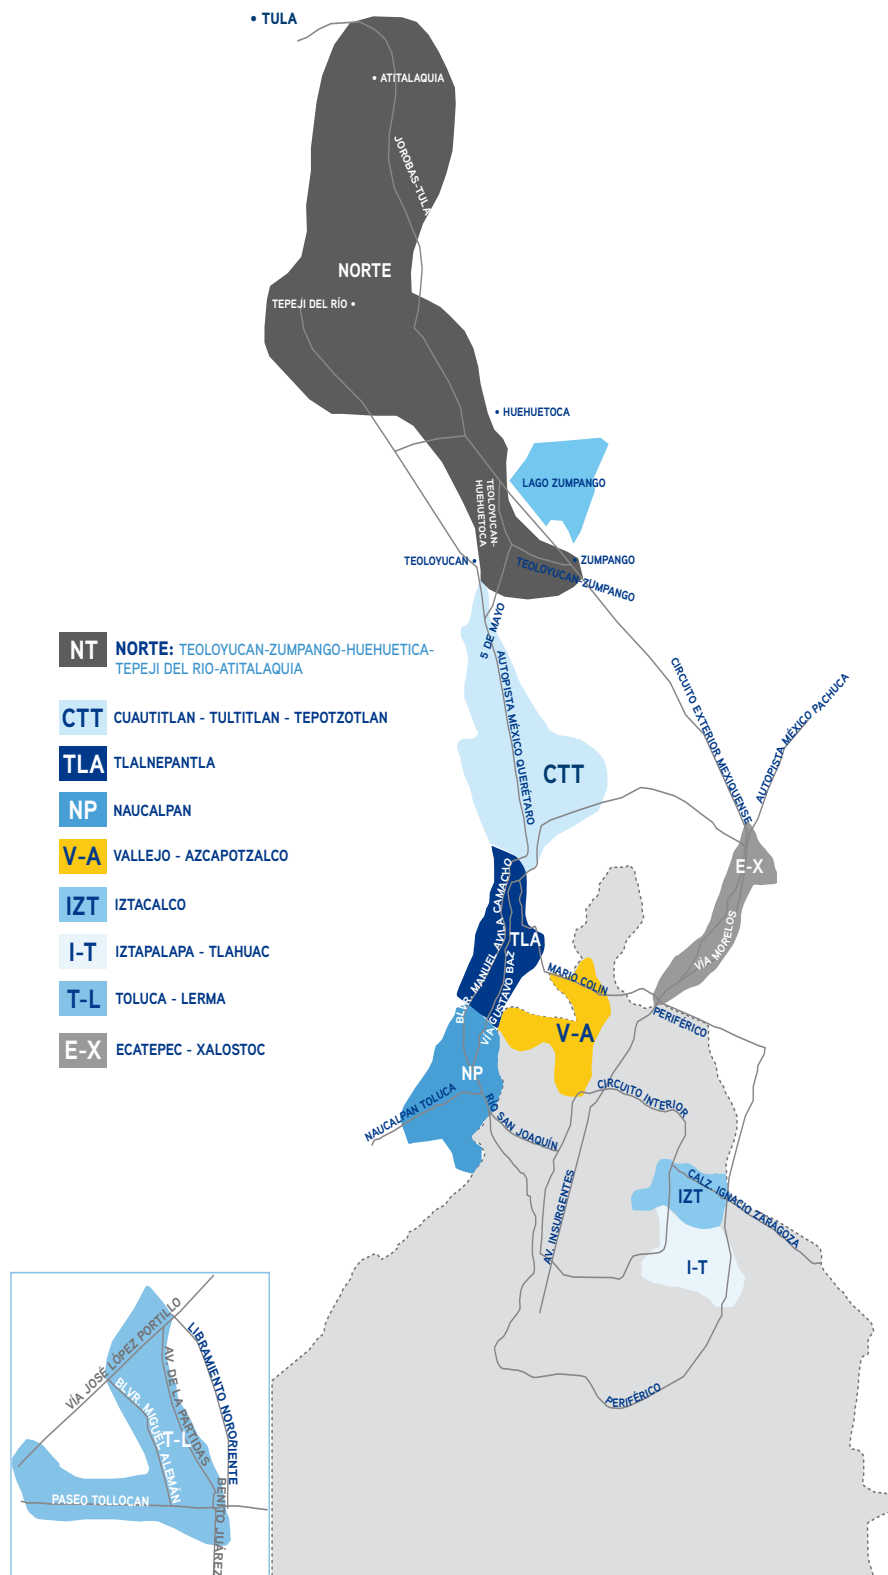 • TULA
• ATITALAQUIA
JOROBAS-TULA
NORTE
TEPEJI DEL RÍO •
• HUEHUETOCA
LAGO ZUMPANGO
TEOLOYUCAN-
HUEHUETOCA
TEOLOYUCAN •
• ZUMPANGO
TEOLOYUCAN-ZUMPANGO
5 DE MAYO
AUTOPISTA MÉXICO QUERÉTARO
CIRCUITO EXTERIOR MEXIQUENSE
AUTOPISTA MÉXICO PACHUCA
NT NORTE: TEOLOYUCAN-ZUMPANGO-HUEHUETICA-
TEPEJI DEL RIO-ATITALAQUIA
CTT CUAUTITLAN - TULTITLAN - TEPOTZOTLAN
TLA TLALNEPANTLA
NP NAUCALPAN
V-A VALLEJO - AZCAPOTZALCO
IZT IZTACALCO
I-T IZTAPALAPA - TLAHUAC
T-L TOLUCA - LERMA
E-X ECATEPEC - XALOSTOC
CTT
E-X
VÍA MORELOS
BLVR. MANUEL AVILA CAMACHO
TLA
VÍA GUSTAVO BAZ
MARIO COLIN
PERIFÉRICO
V-A
NP
NAUCALPAN TOLUCA
RÍO SAN JOAQUÍN
CIRCUITO INTERIOR
AV. INSURGENTES
IZT
CALZ. IGNACIO ZARAGOZA
I-T
PERIFÉRICO
VÍA JOSÉ LÓPEZ PORTILLO
LIBRAMIENTO NORORIENTE
AV. DE LA PARTIDAS
BLVR. MIGUEL ALEMÁN
T-L
PASEO TOLLOCAN
BENITO JUÁREZ